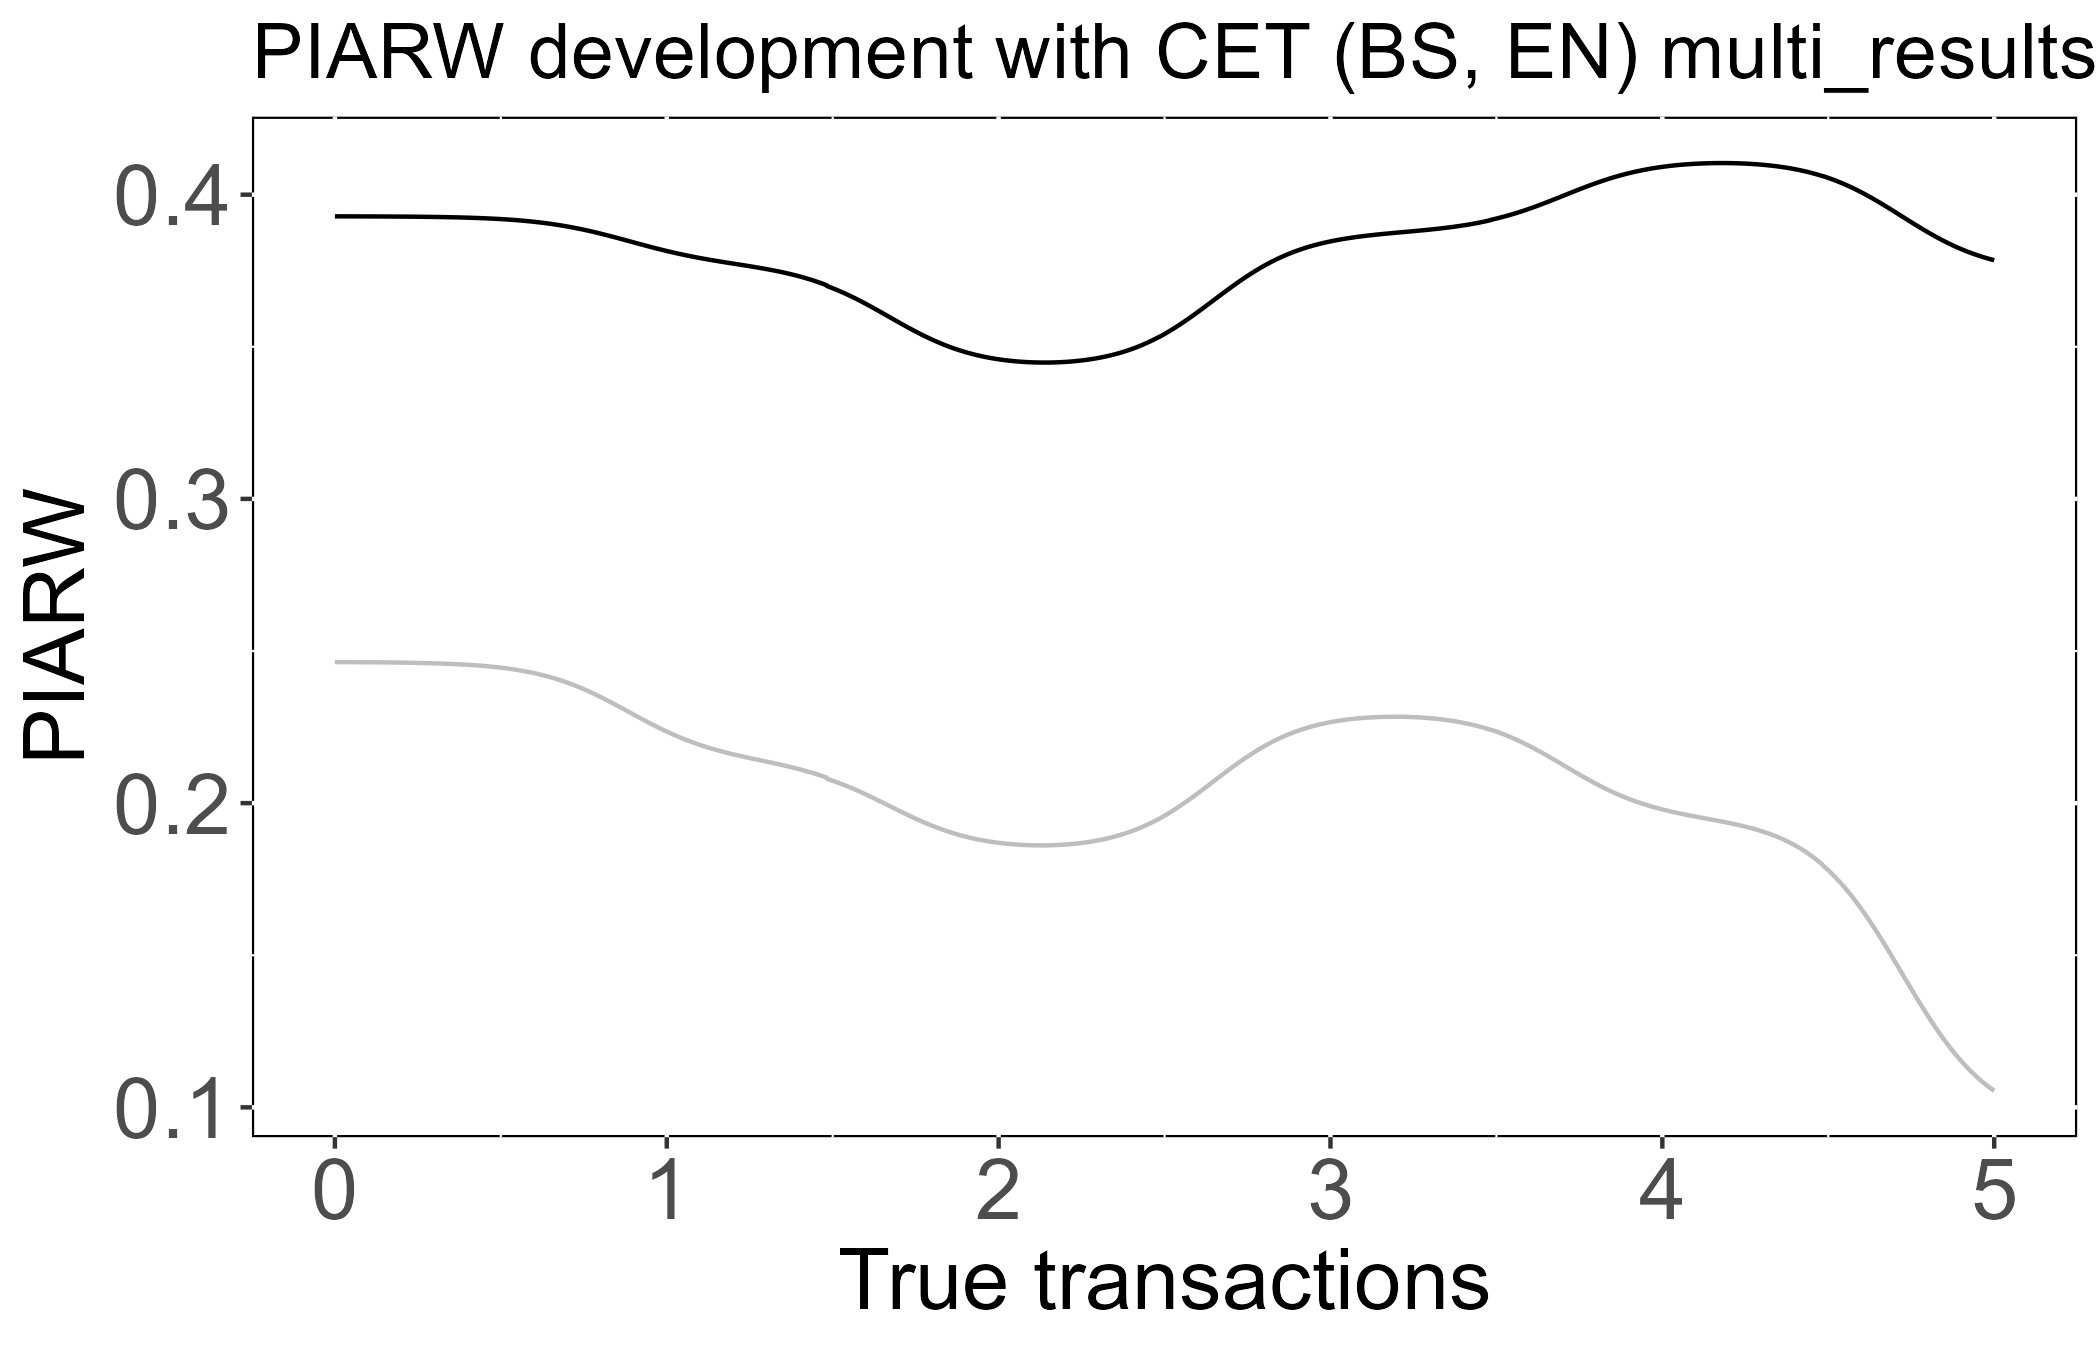 PIARW development with CET (BS, EN) multi_results
PIARW
0.4
0.3
0.2
0.1
0 1 2 3 4 5
True transactions